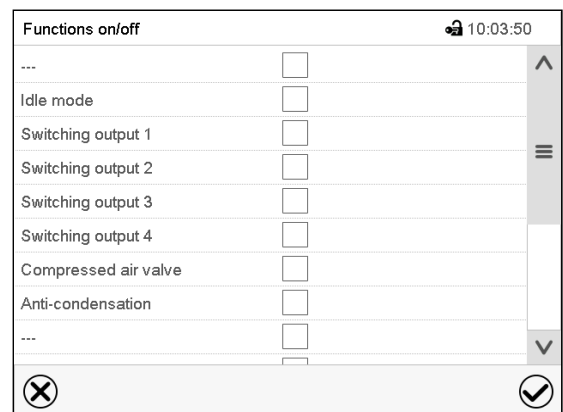 Functions on/off 10:03:50
---
Idle mode
Switching output 1
Switching output 2
Switching output 3
Switching output 4
Compressed air valve
Anti-condensation
---